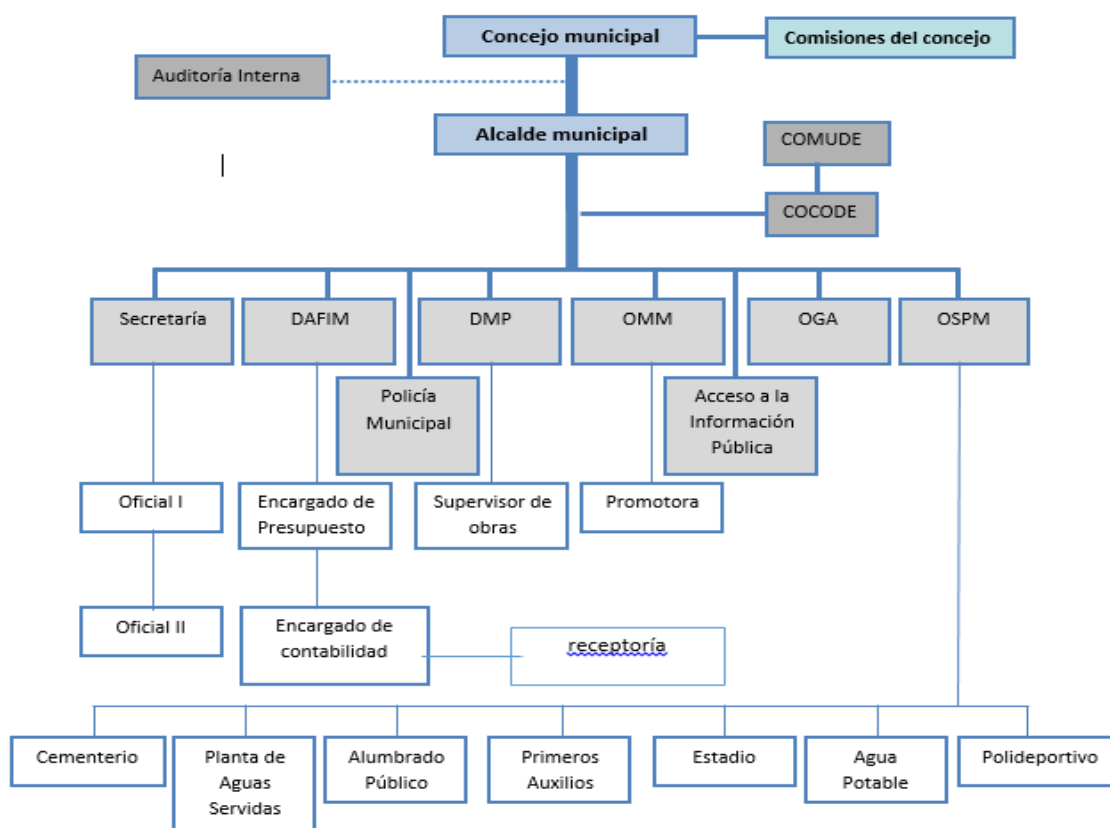 Concejo municipal
Comisiones del concejo
Auditoría Interna
Alcalde municipal
COMUDE
COCODE
Secretaría
DAFIM
DMP
OMM
OGA
OSPM
Policía
Municipal
Acceso a la
Información
Pública
Oficial I
Encargado de
Presupuesto
Supervisor de
obras
Promotora
Oficial II
Encargado de
contabilidad
receptoría
Cementerio
Planta de
Aguas
Servidas
Alumbrado
Público
Primeros
Auxilios
Estadio
Agua
Potable
Polideportivo